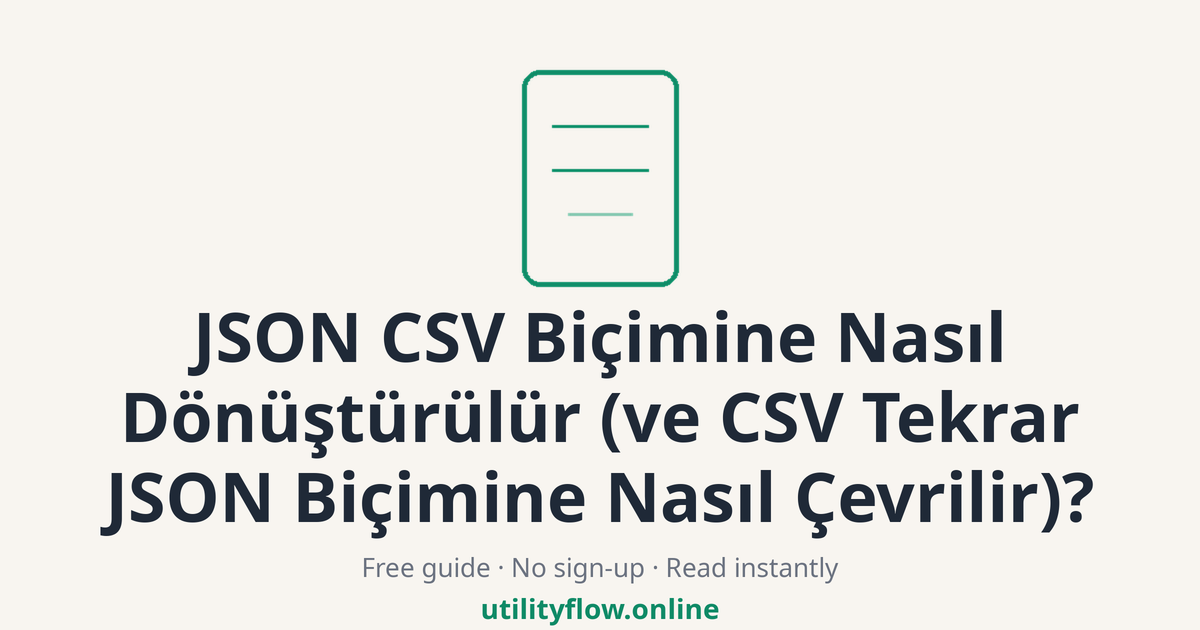 JSON CSV Biçimine Nasıl
Dönüştürülür (ve CSV Tekrar
JSON Biçimine Nasıl Çevrilir)?
Free guide · No sign-up · Read instantly
utilityflow.online